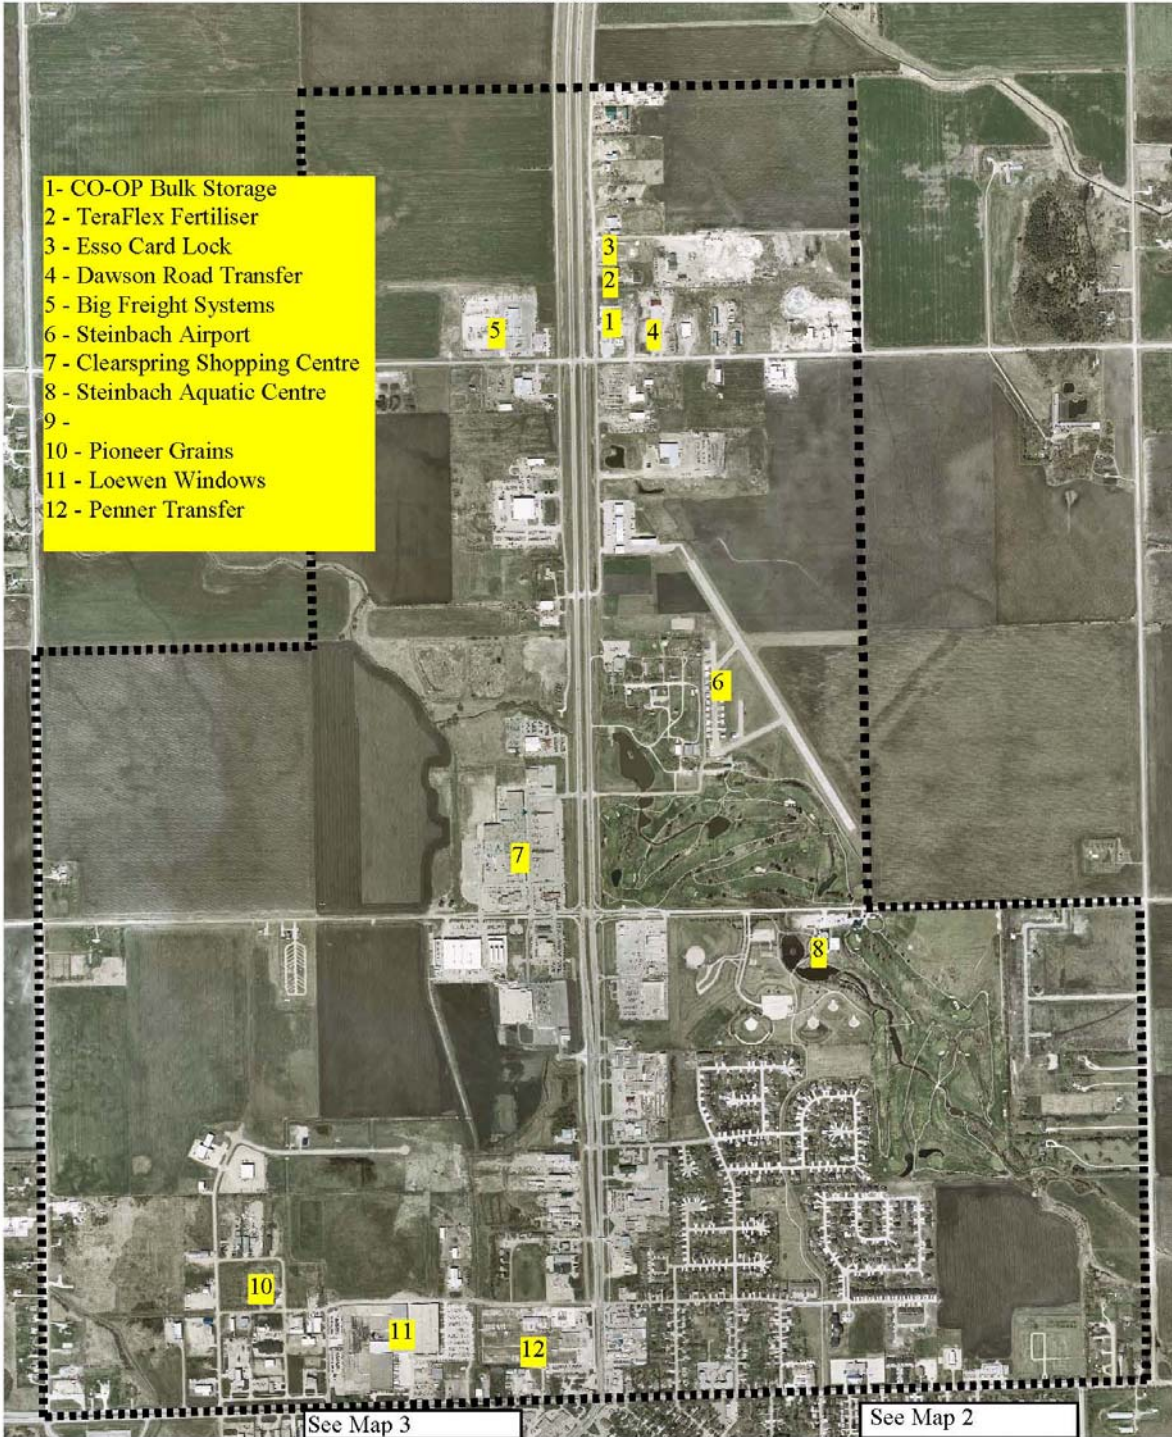 1- CO-OP Bulk Storage
2 - TeraFlex Fertiliser
3 - Esso Card Lock
4 - Dawson Road Transfer
5 - Big Freight Systems
6 - Steinbach Airport
7 - Clearspring Shopping Centre
8 - Steinbach Aquatic Centre
9 -
10 - Pioneer Grains
11 - Loewen Windows
12 - Penner Transfer
3
2
1
4
5
6
7
8
10
11
12
See Map 3
See Map 2